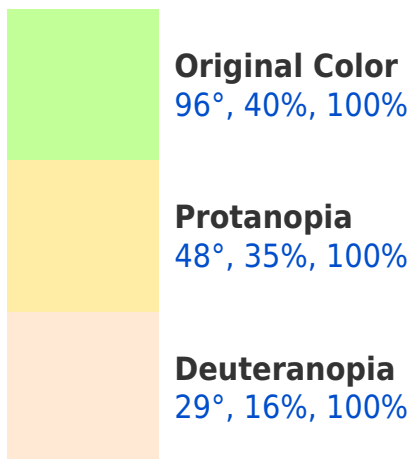 Original Color
96°, 40%, 100%
Protanopia
48°, 35%, 100%
Deuteranopia
29°, 16%, 100%